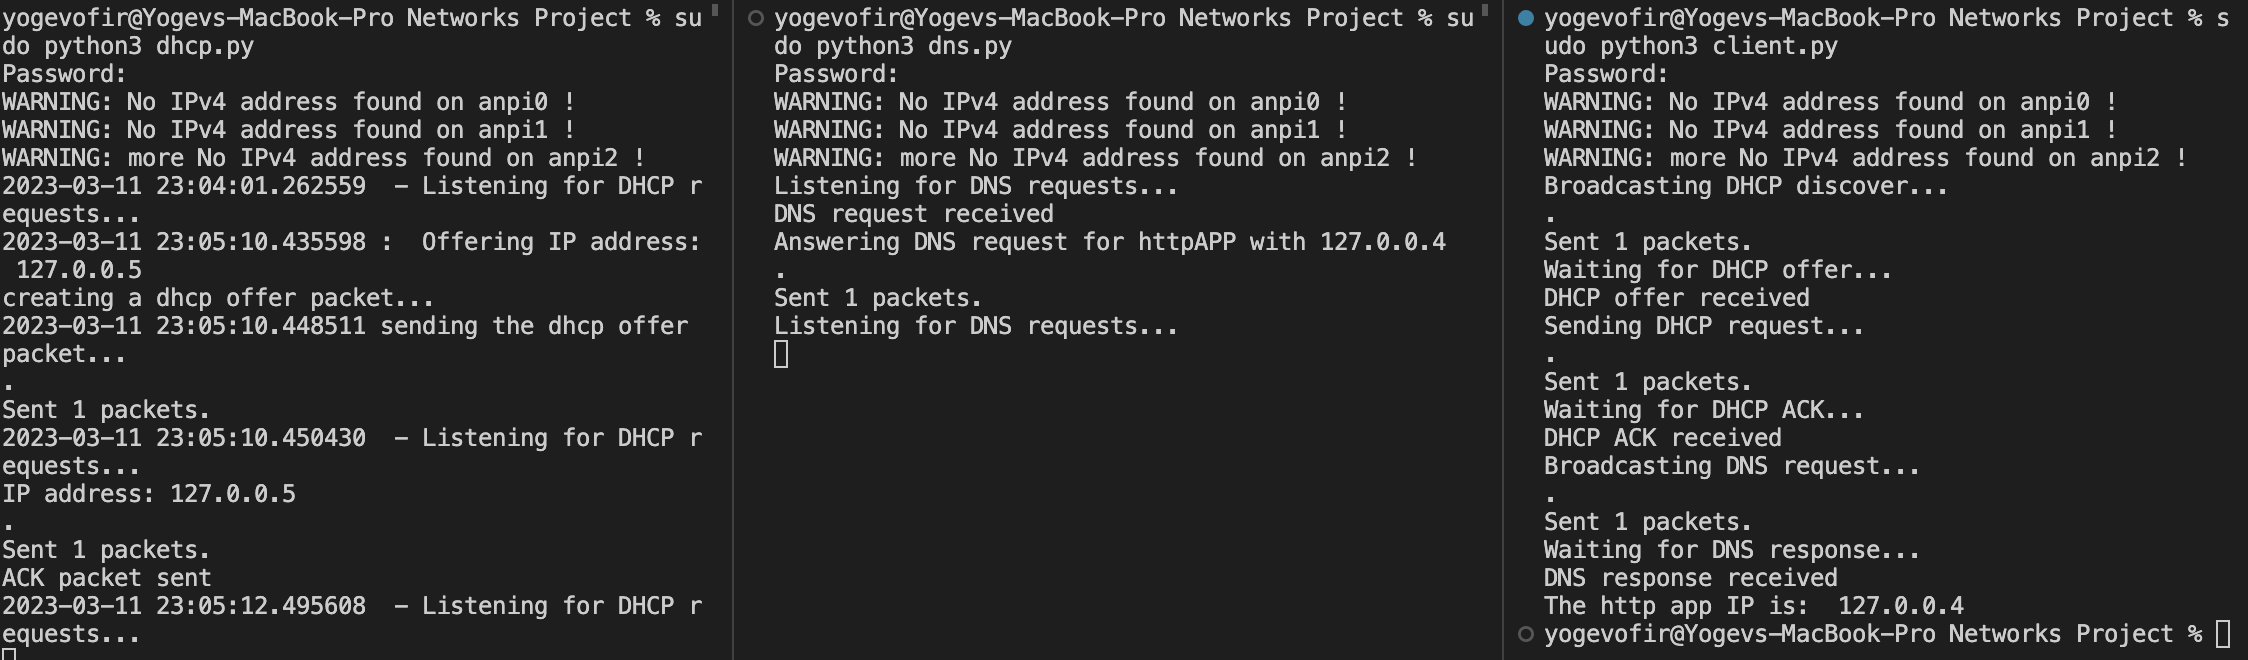 yogevofir@Yogevs-MacBook-Pro Networks Project % su
do python3 dhcp.py
Password:
WARNING: No IPv4 address found on anpi0 !
WARNING: No IPv4 address found on anpi1 !
WARNING: more No IPv4 address found on anpi2 !
2023-03-11 23:04:01.262559  - Listening for DHCP r
equests...
2023-03-11 23:05:10.435598 :  Offering IP address:
 127.0.0.5
creating a dhcp offer packet...
2023-03-11 23:05:10.448511 sending the dhcp offer
packet...
.
Sent 1 packets.
2023-03-11 23:05:10.450430  - Listening for DHCP r
equests...
IP address: 127.0.0.5
.
Sent 1 packets.
ACK packet sent
2023-03-11 23:05:12.495608  - Listening for DHCP r
equests...
yogevofir@Yogevs-MacBook-Pro Networks Project % su
do python3 dns.py
Password:
WARNING: No IPv4 address found on anpi0 !
WARNING: No IPv4 address found on anpi1 !
WARNING: more No IPv4 address found on anpi2 !
Listening for DNS requests...
DNS request received
Answering DNS request for httpAPP with 127.0.0.4
.
Sent 1 packets.
Listening for DNS requests...
yogevofir@Yogevs-MacBook-Pro Networks Project % s
udo python3 client.py
Password:
WARNING: No IPv4 address found on anpi0 !
WARNING: No IPv4 address found on anpi1 !
WARNING: more No IPv4 address found on anpi2 !
Broadcasting DHCP discover...
.
Sent 1 packets.
Waiting for DHCP offer...
DHCP offer received
Sending DHCP request...
.
Sent 1 packets.
Waiting for DHCP ACK...
DHCP ACK received
Broadcasting DNS request...
.
Sent 1 packets.
Waiting for DNS response...
DNS response received
The http app IP is:  127.0.0.4
yogevofir@Yogevs-MacBook-Pro Networks Project %